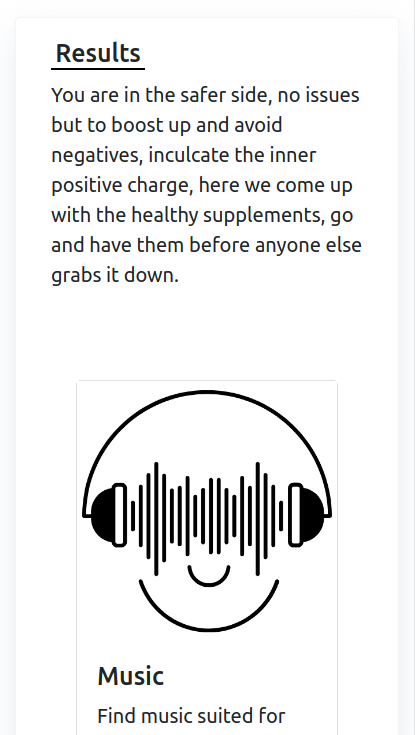 Results
You are in the safer side, no issues
but to boost up and avoid
negatives, inculcate the inner
positive charge, here we come up
with the healthy supplements, go
and have them before anyone else
grabs it down.
Music
Find music suited for